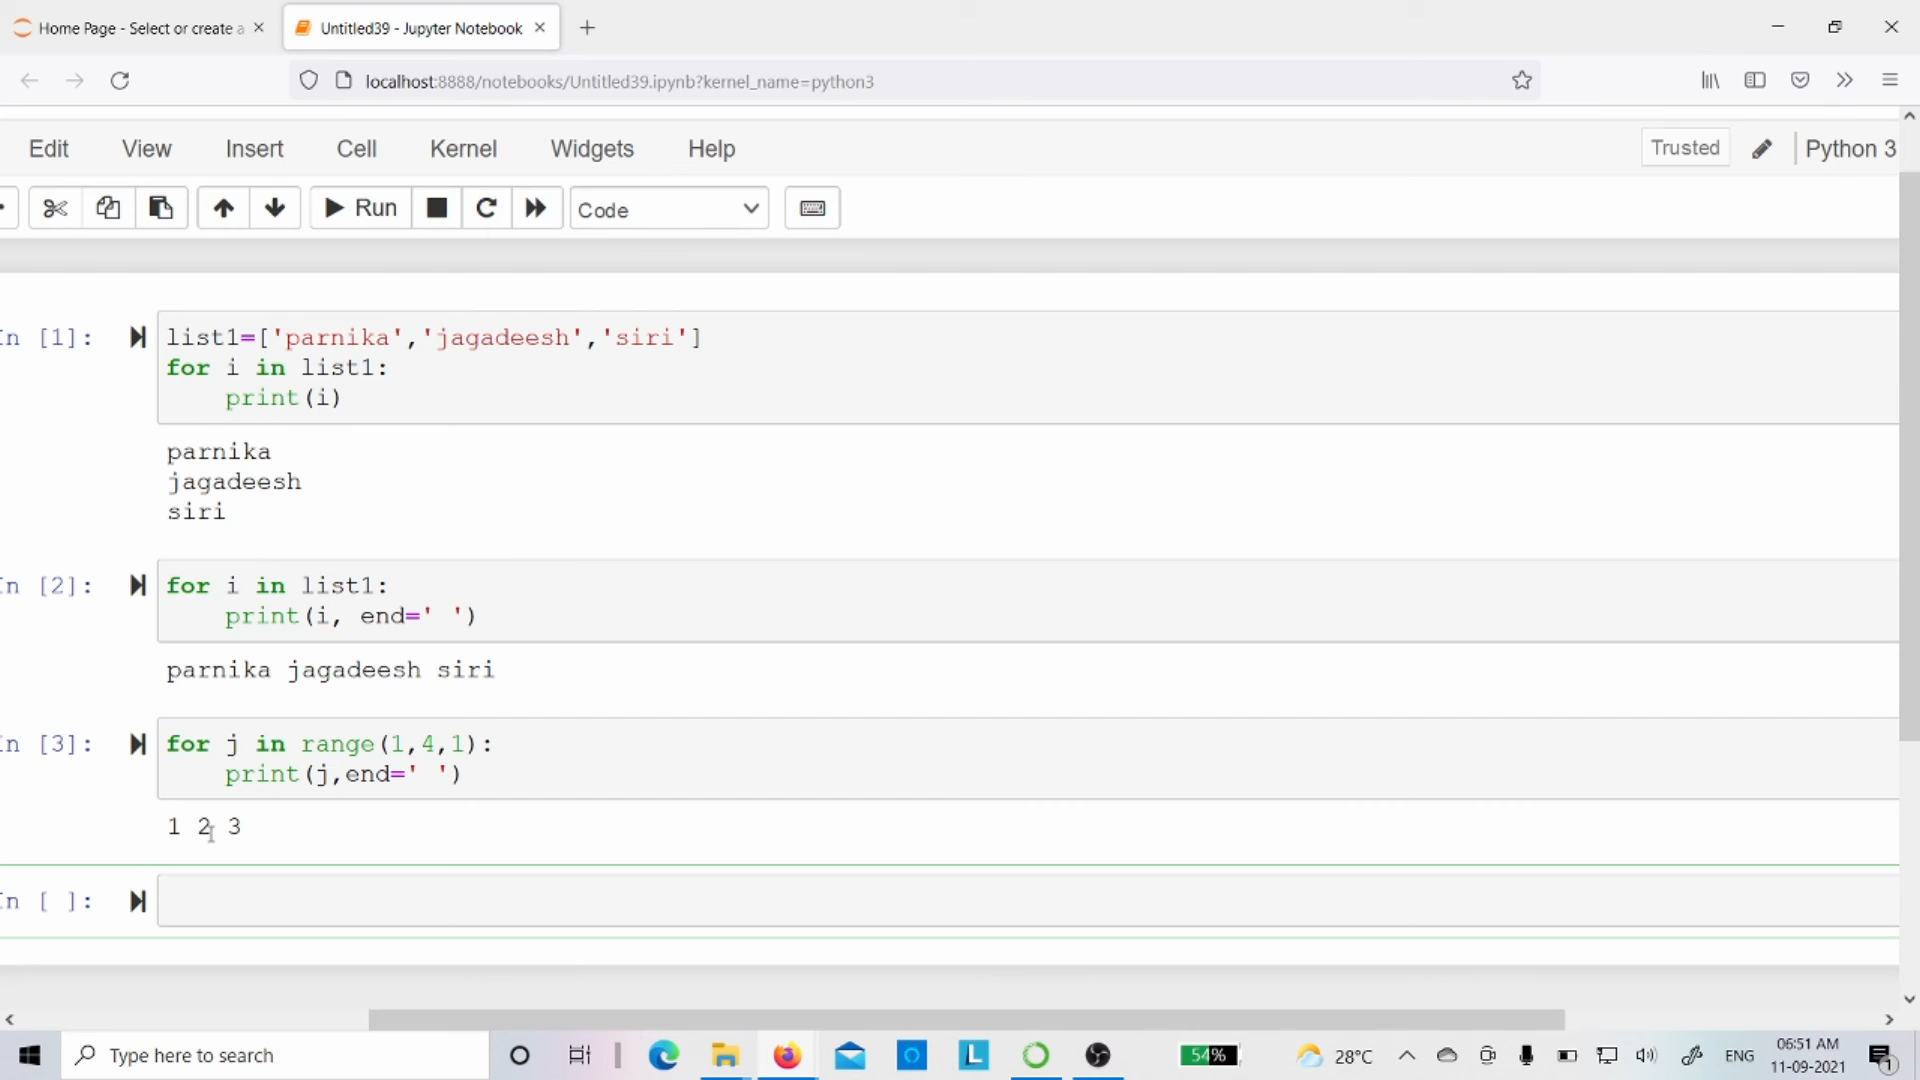 Home Page - Select or create a
Untitled39 - Jupyter Notebook
localhost:8888/notebooks/Untitled39.ipynb?kernel_name=python3
Edit View Insert Cell Kernel Widgets Help Trusted Python 3
Run Code
In [1]: list1=['parnika','jagadeesh','siri']
for i in list1:
    print(i)
parnika
jagadeesh
siri
In [2]: for i in list1:
    print(i, end=' ')
parnika jagadeesh siri
In [3]: for j in range(1,4,1):
    print(j,end=' ')
1 2 3
In [ ]:
Type here to search
54%
28°C
ENG
06:51 AM
11-09-2021
1